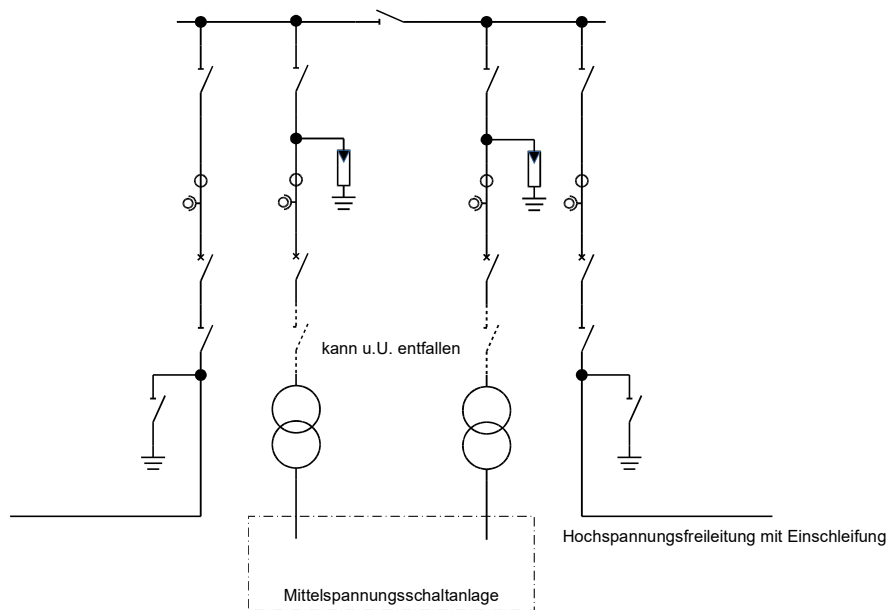 kann u.U. entfallen
Hochspannungsfreileitung mit Einschleifung
Mittelspannungsschaltanlage